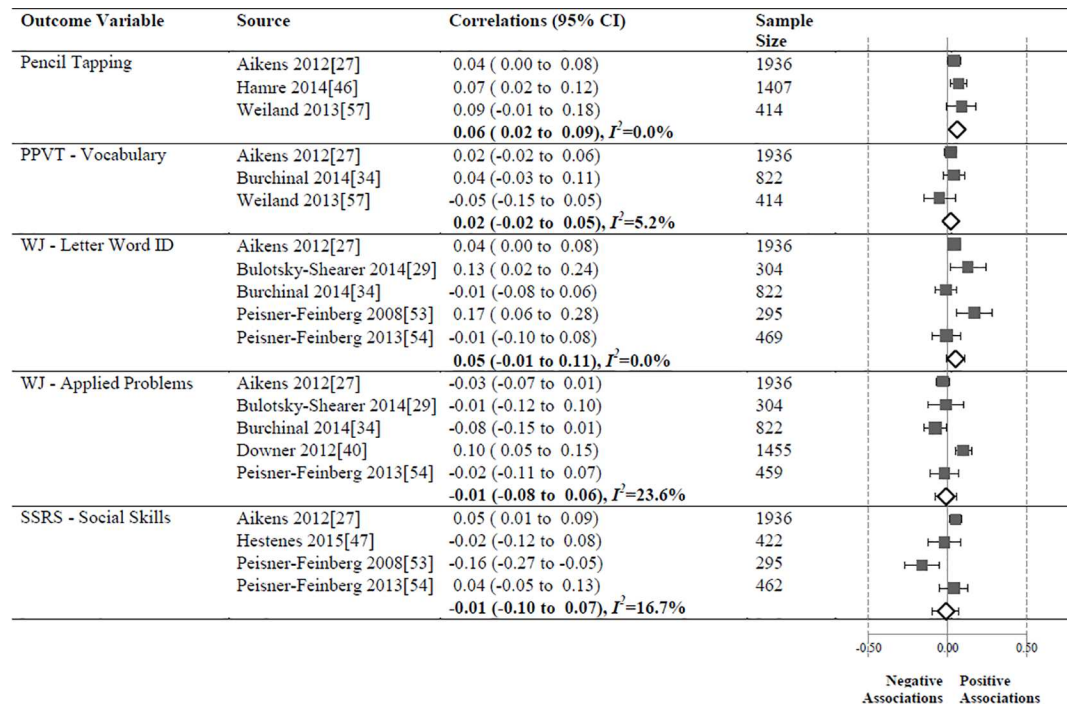 Outcome Variable Source Correlations (95% CI) Sample Size
Pencil Tapping Aikens 2012[27] 0.04 ( 0.00 to 0.08) 1936
Hamre 2014[46] 0.07 ( 0.02 to 0.12) 1407
Weiland 2013[57] 0.09 (-0.01 to 0.18) 414
0.06 ( 0.02 to 0.09), I²=0.0%
PPVT - Vocabulary Aikens 2012[27] 0.02 (-0.02 to 0.06) 1936
Burchinal 2014[34] 0.04 (-0.03 to 0.11) 822
Weiland 2013[57] -0.05 (-0.15 to 0.05) 414
0.02 (-0.02 to 0.05), I²=5.2%
WJ - Letter Word ID Aikens 2012[27] 0.04 ( 0.00 to 0.08) 1936
Bulotsky-Shearer 2014[29] 0.13 ( 0.02 to 0.24) 304
Burchinal 2014[34] -0.01 (-0.08 to 0.06) 822
Peisner-Feinberg 2008[53] 0.17 ( 0.06 to 0.28) 295
Peisner-Feinberg 2013[54] -0.01 (-0.10 to 0.08) 469
0.05 (-0.01 to 0.11), I²=0.0%
WJ - Applied Problems Aikens 2012[27] -0.03 (-0.07 to 0.01) 1936
Bulotsky-Shearer 2014[29] -0.01 (-0.12 to 0.10) 304
Burchinal 2014[34] -0.08 (-0.15 to 0.01) 822
Downer 2012[40] 0.10 ( 0.05 to 0.15) 1455
Peisner-Feinberg 2013[54] -0.02 (-0.11 to 0.07) 459
-0.01 (-0.08 to 0.06), I²=23.6%
SSRS - Social Skills Aikens 2012[27] 0.05 ( 0.01 to 0.09) 1936
Hestenes 2015[47] -0.02 (-0.12 to 0.08) 422
Peisner-Feinberg 2008[53] -0.16 (-0.27 to -0.05) 295
Peisner-Feinberg 2013[54] 0.04 (-0.05 to 0.13) 462
-0.01 (-0.10 to 0.07), I²=16.7%
-0.50 0.00 0.50
Negative Positive
Associations Associations